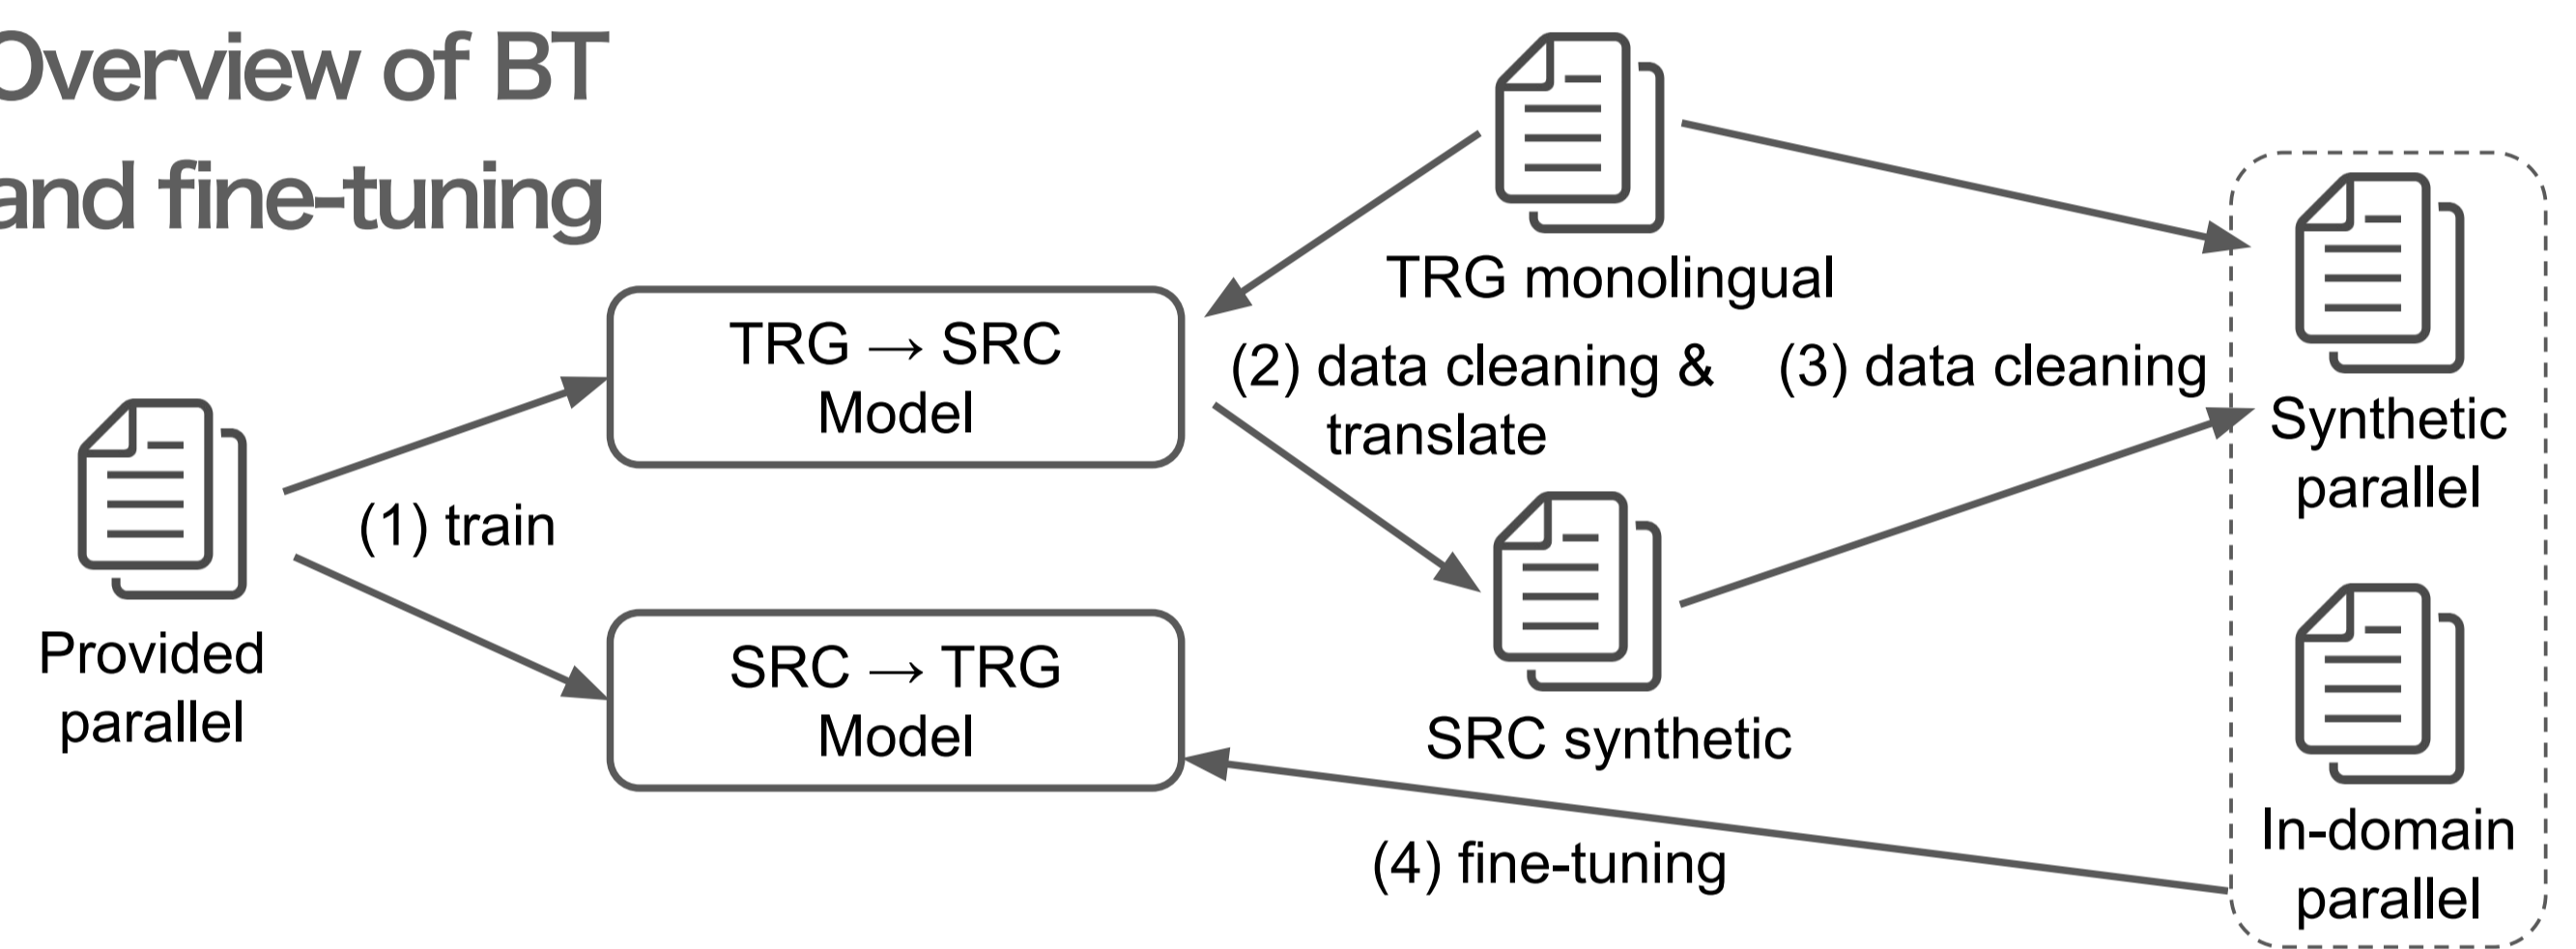 Overview of BT
and fine-tuning
TRG monolingual
TRG → SRC
Model
(2) data cleaning &
translate
(3) data cleaning
Synthetic
parallel
(1) train
Provided
parallel
SRC → TRG
Model
SRC synthetic
(4) fine-tuning
In-domain
parallel